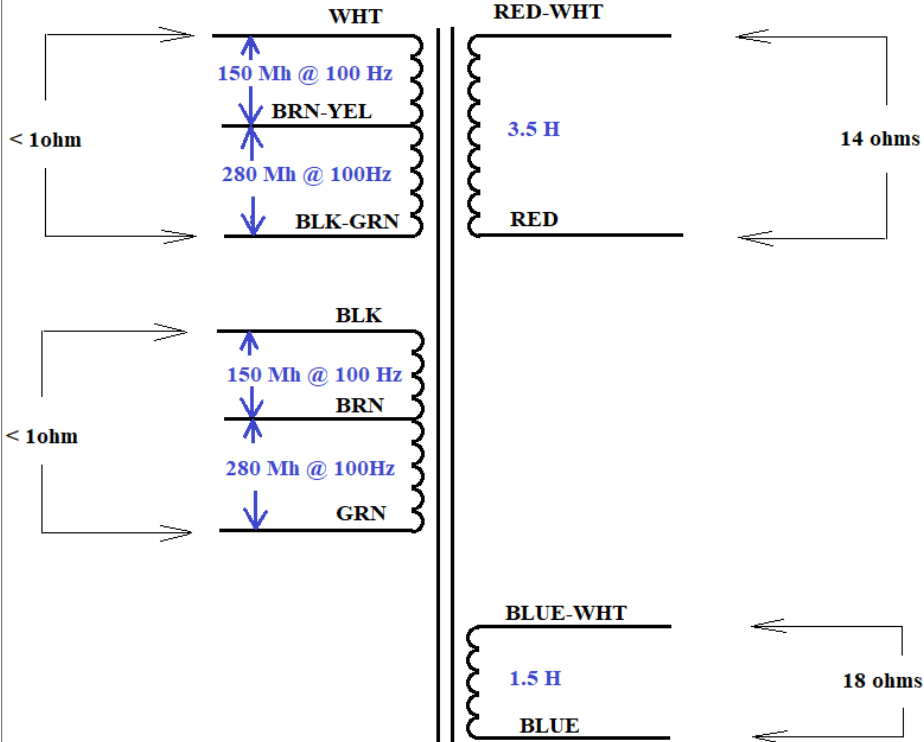 WHT
RED-WHT
150 Mh @ 100 Hz
BRN-YEL
3.5 H
< 1ohm
14 ohms
280 Mh @ 100Hz
BLK-GRN
RED
BLK
150 Mh @ 100 Hz
BRN
< 1ohm
280 Mh @ 100Hz
GRN
BLUE-WHT
1.5 H
18 ohms
BLUE